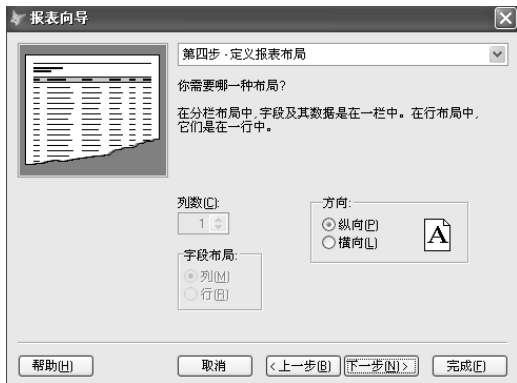 报表向导
第四步 - 定义报表布局
你需要哪一种布局?
在分栏布局中,字段及其数据是在一栏中。在行布局中,
它们是在一行中。
列数(C):
1
字段布局:
列(M)
行(R)
方向:
纵向(P)
横向(L)
A
帮助(H)
取消
<上一步(B)
下一步(N)>
完成(F)